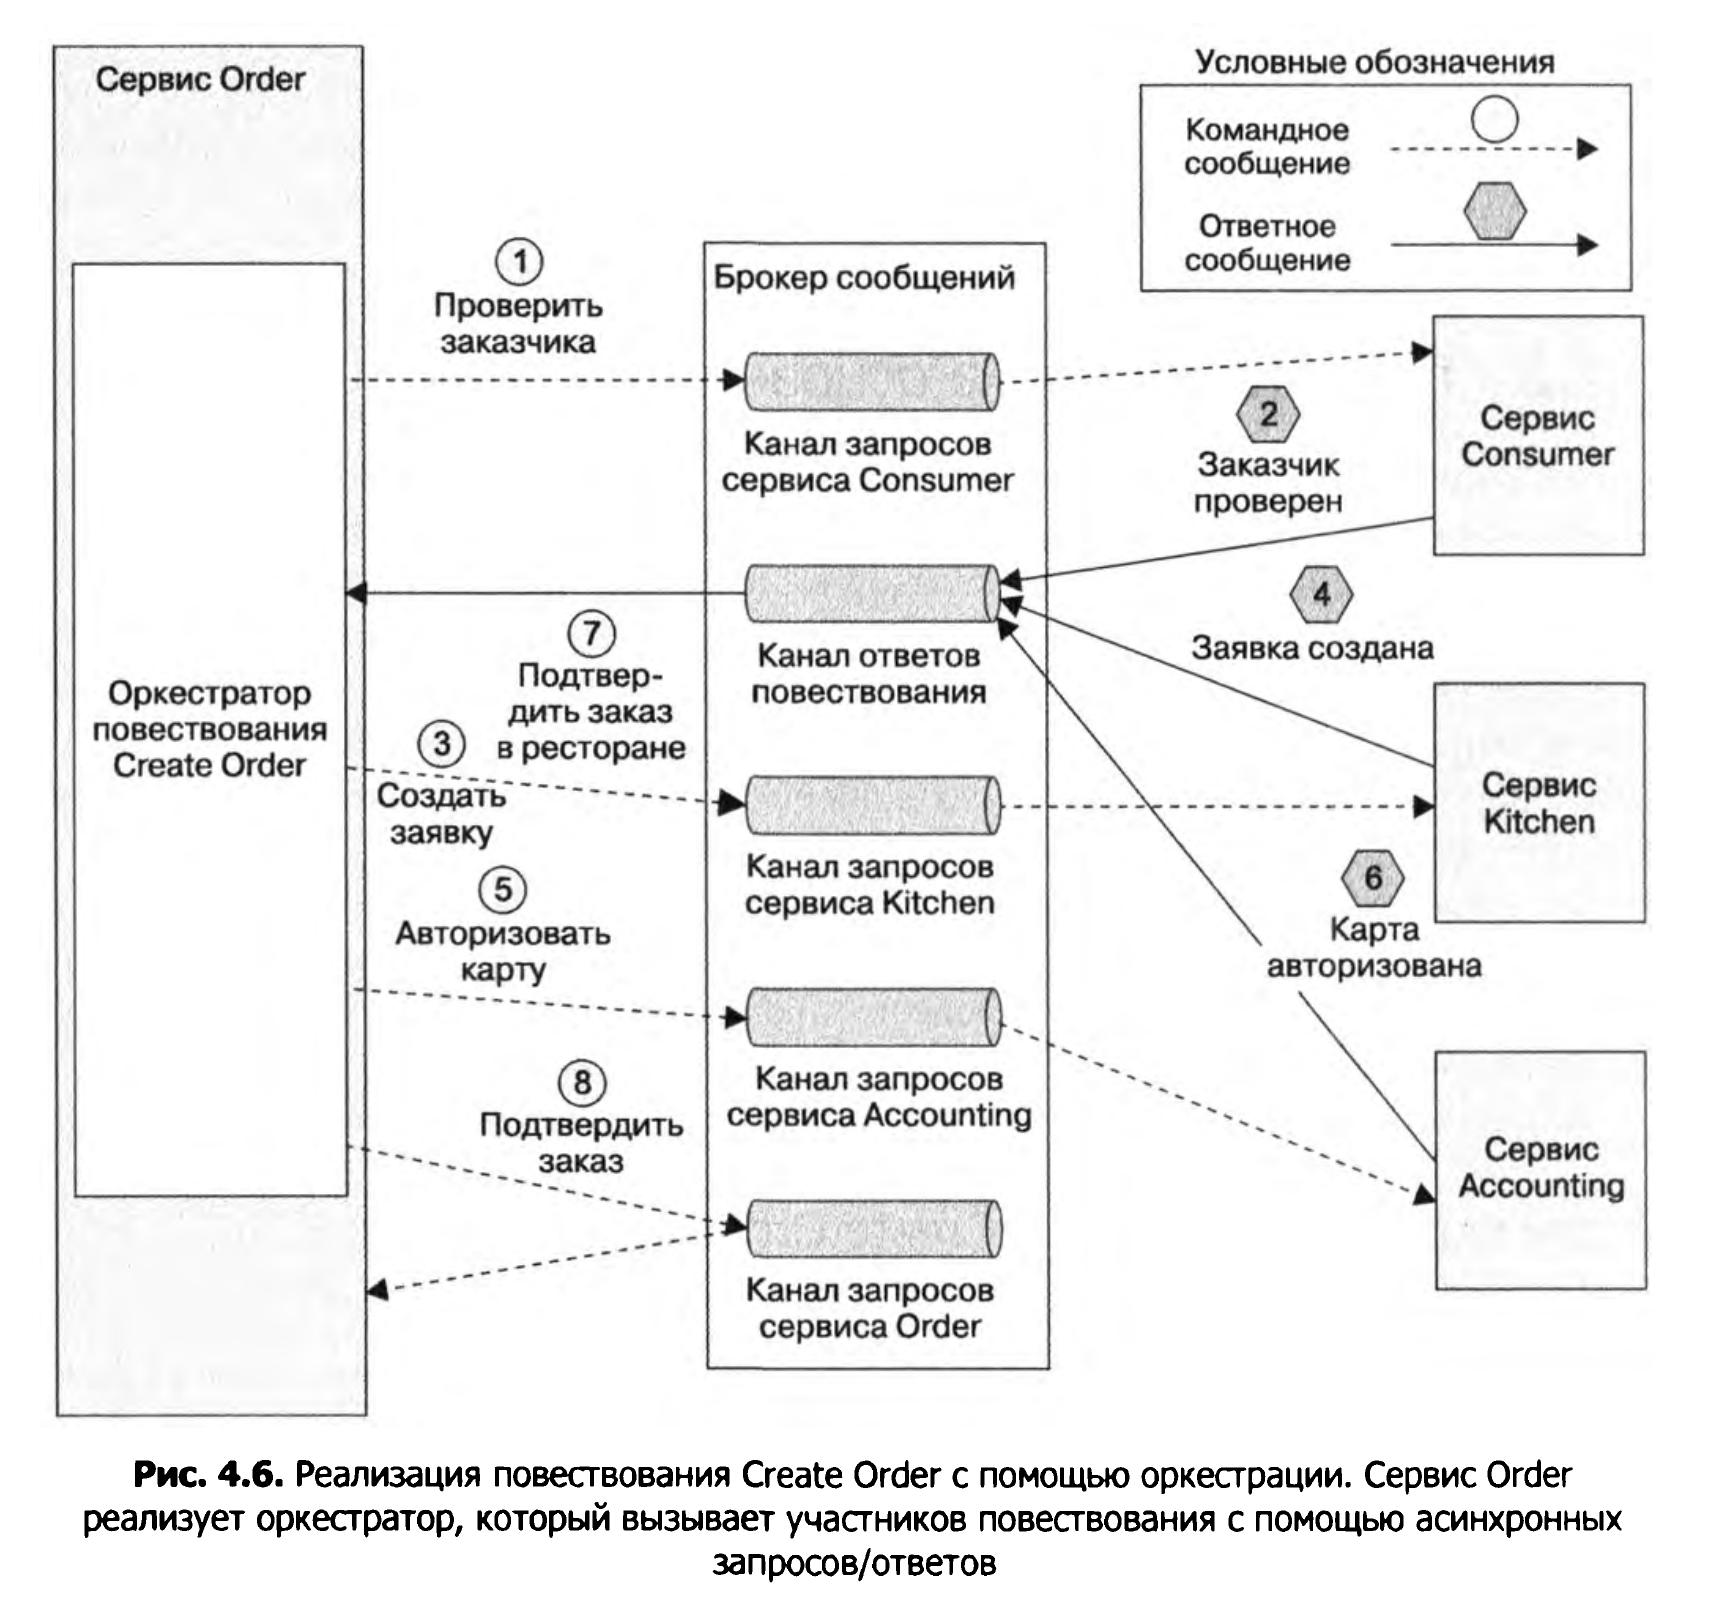 Сервис Order
Условные обозначения
Командное
сообщение
Ответное
сообщение
1
Проверить
заказчика
Брокер сообщений
Канал запросов
сервиса Consumer
2
Заказчик
проверен
Сервис
Consumer
Оркестратор
повествования
Create Order
7
Подтвер-
дить заказ
в ресторане
Канал ответов
повествования
4
Заявка создана
3
Создать
заявку
Канал запросов
сервиса Kitchen
Сервис
Kitchen
5
Авторизовать
карту
6
Карта
авторизована
Канал запросов
сервиса Accounting
8
Подтвердить
заказ
Сервис
Accounting
Канал запросов
сервиса Order
Рис. 4.6. Реализация повествования Create Order с помощью оркестрации. Сервис Order
реализует оркестратор, который вызывает участников повествования с помощью асинхронных
запросов/ответов